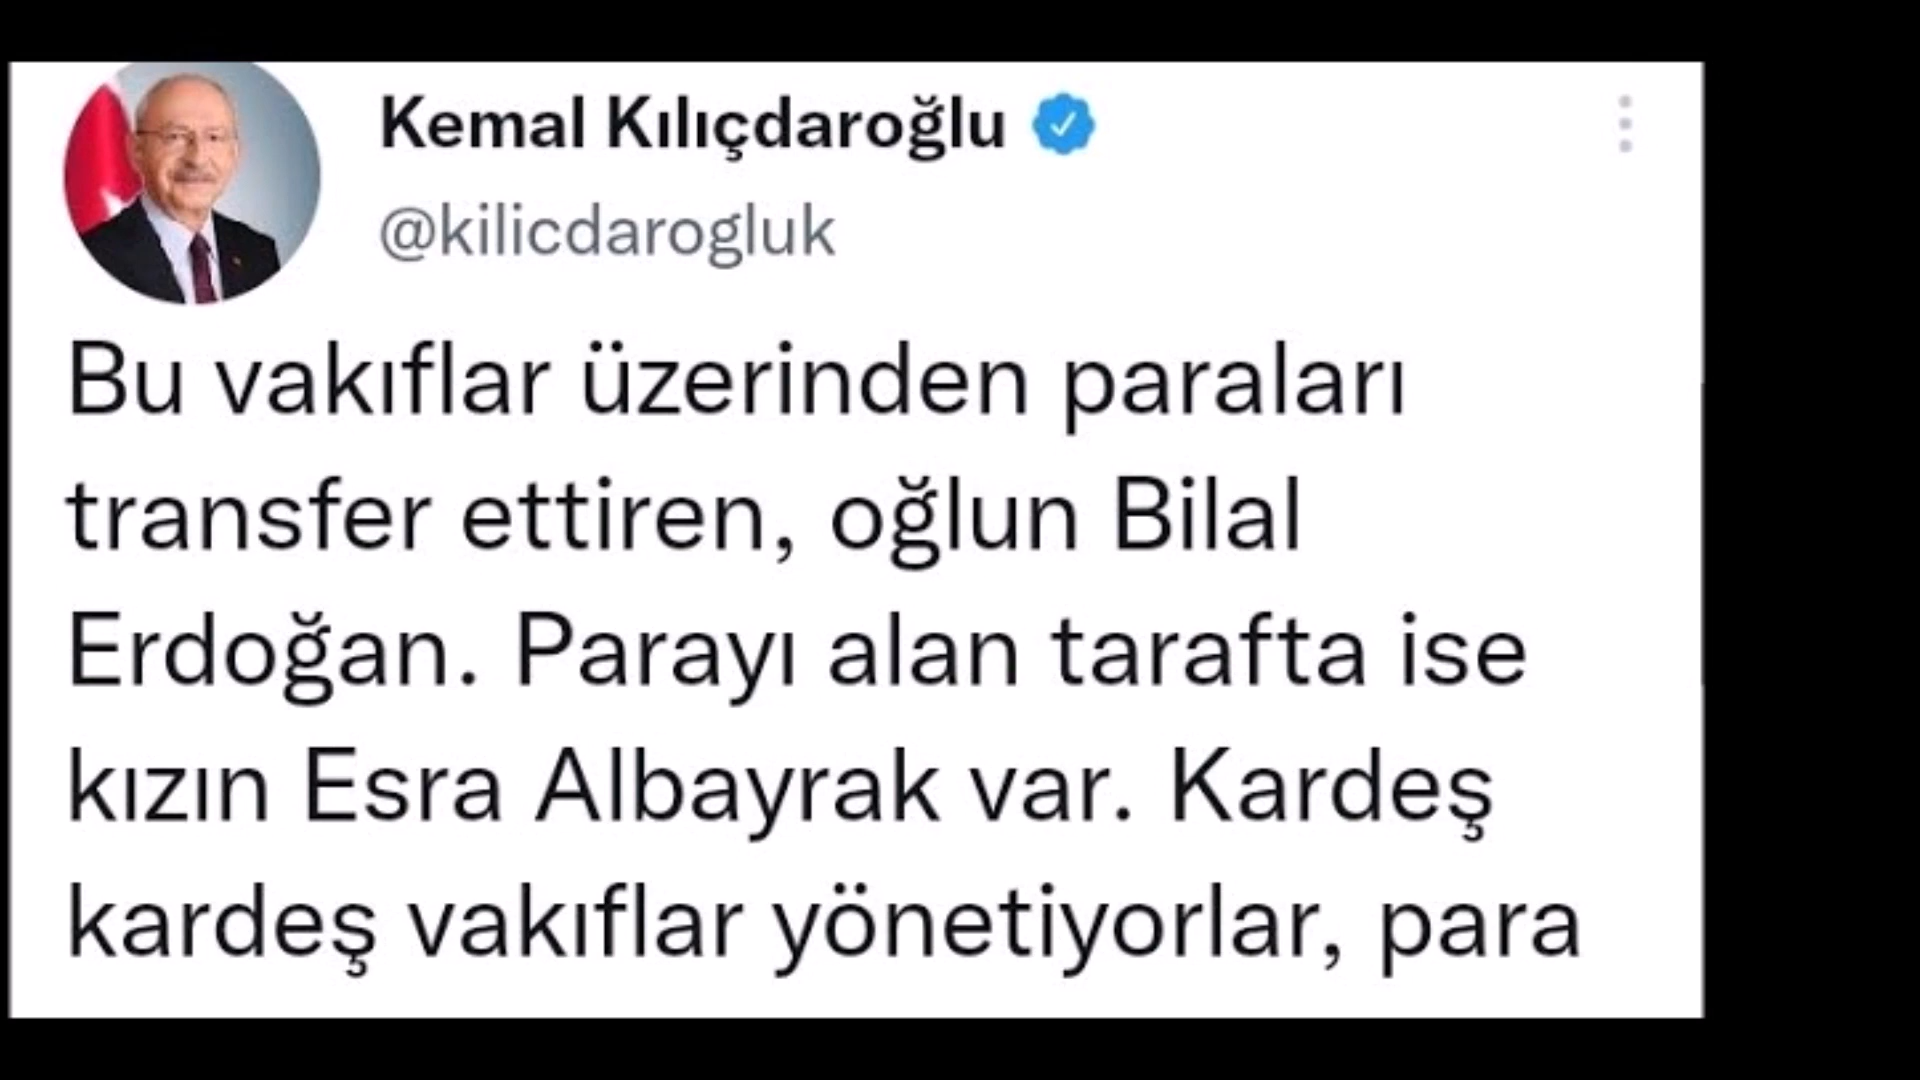 Kemal Kılıçdaroğlu
@kilicdarogluk
Bu vakıflar üzerinden paraları
transfer ettiren, oğlun Bilal
Erdoğan. Parayı alan tarafta ise
kızın Esra Albayrak var. Kardeş
kardeş vakıflar yönetiyorlar, para